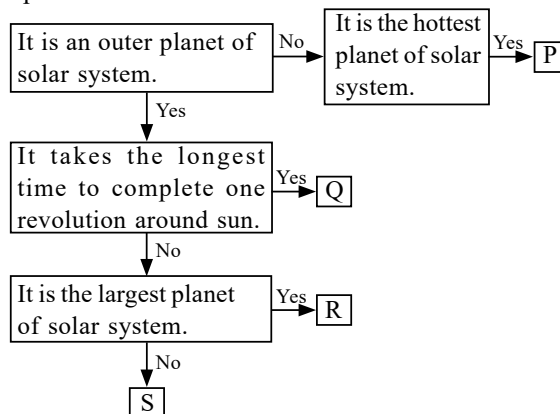 It is an outer planet of
solar system.
No
It is the hottest
planet of solar
system.
Yes
P
Yes
It takes the longest
time to complete one
revolution around sun.
Yes
Q
No
It is the largest planet
of solar system.
Yes
R
No
S